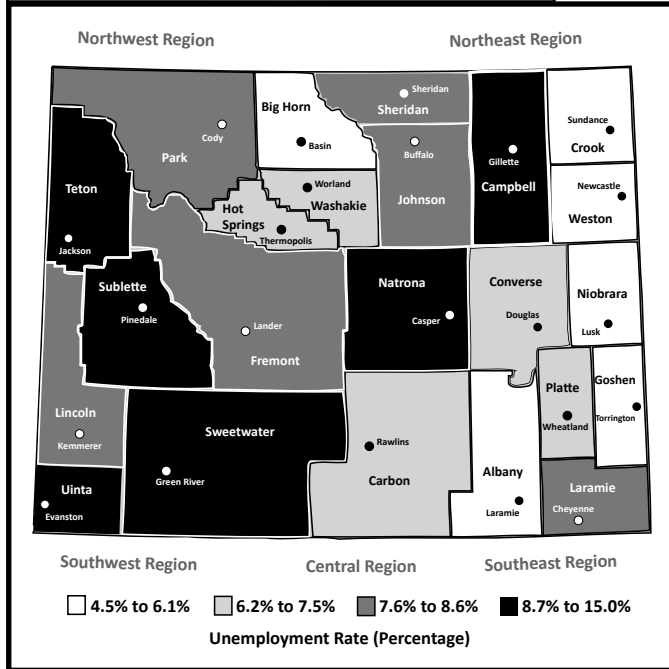 Northwest Region
Northeast Region
Sheridan
Sheridan
Big Horn
Sundance
Cody
Basin
Buffalo
Gillette
Crook
Park
Teton
Worland
Campbell
Newcastle
Washakie
Johnson
Weston
Hot
Springs
Thermopolis
Jackson
Sublette
Natrona
Converse
Niobrara
Pinedale
Casper
Douglas
Lander
Lusk
Fremont
Platte
Goshen
Lincoln
Torrington
Wheatland
Sweetwater
Kemmerer
Rawlins
Albany
Green River
Carbon
Uinta
Laramie
Evanston
Laramie
Cheyenne
Southwest Region
Central Region
Southeast Region
4.5% to 6.1%
6.2% to 7.5%
7.6% to 8.6%
8.7% to 15.0%
Unemployment Rate (Percentage)